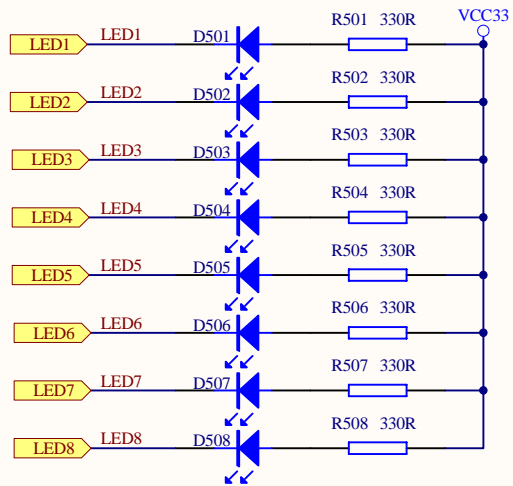 VCC33
R501 330R
LED1 LED1 D501
R502 330R
LED2 LED2 D502
R503 330R
LED3 LED3 D503
R504 330R
LED4 LED4 D504
R505 330R
LED5 LED5 D505
R506 330R
LED6 LED6 D506
R507 330R
LED7 LED7 D507
R508 330R
LED8 LED8 D508